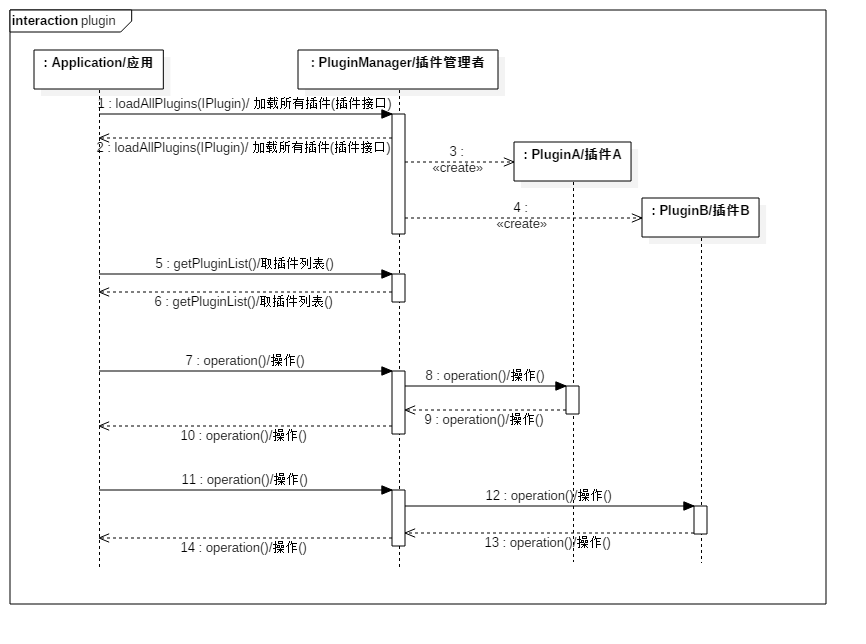 interaction plugin
: Application/应用
: PluginManager/插件管理者
1 : loadAllPlugins(IPlugin)/ 加载所有插件(插件接口)
2 : loadAllPlugins(IPlugin)/ 加载所有插件(插件接口)
3 :
«create»
: PluginA/插件A
4 :
«create»
: PluginB/插件B
5 : getPluginList()/取插件列表()
6 : getPluginList()/取插件列表()
7 : operation()/操作()
8 : operation()/操作()
9 : operation()/操作()
10 : operation()/操作()
11 : operation()/操作()
12 : operation()/操作()
13 : operation()/操作()
14 : operation()/操作()